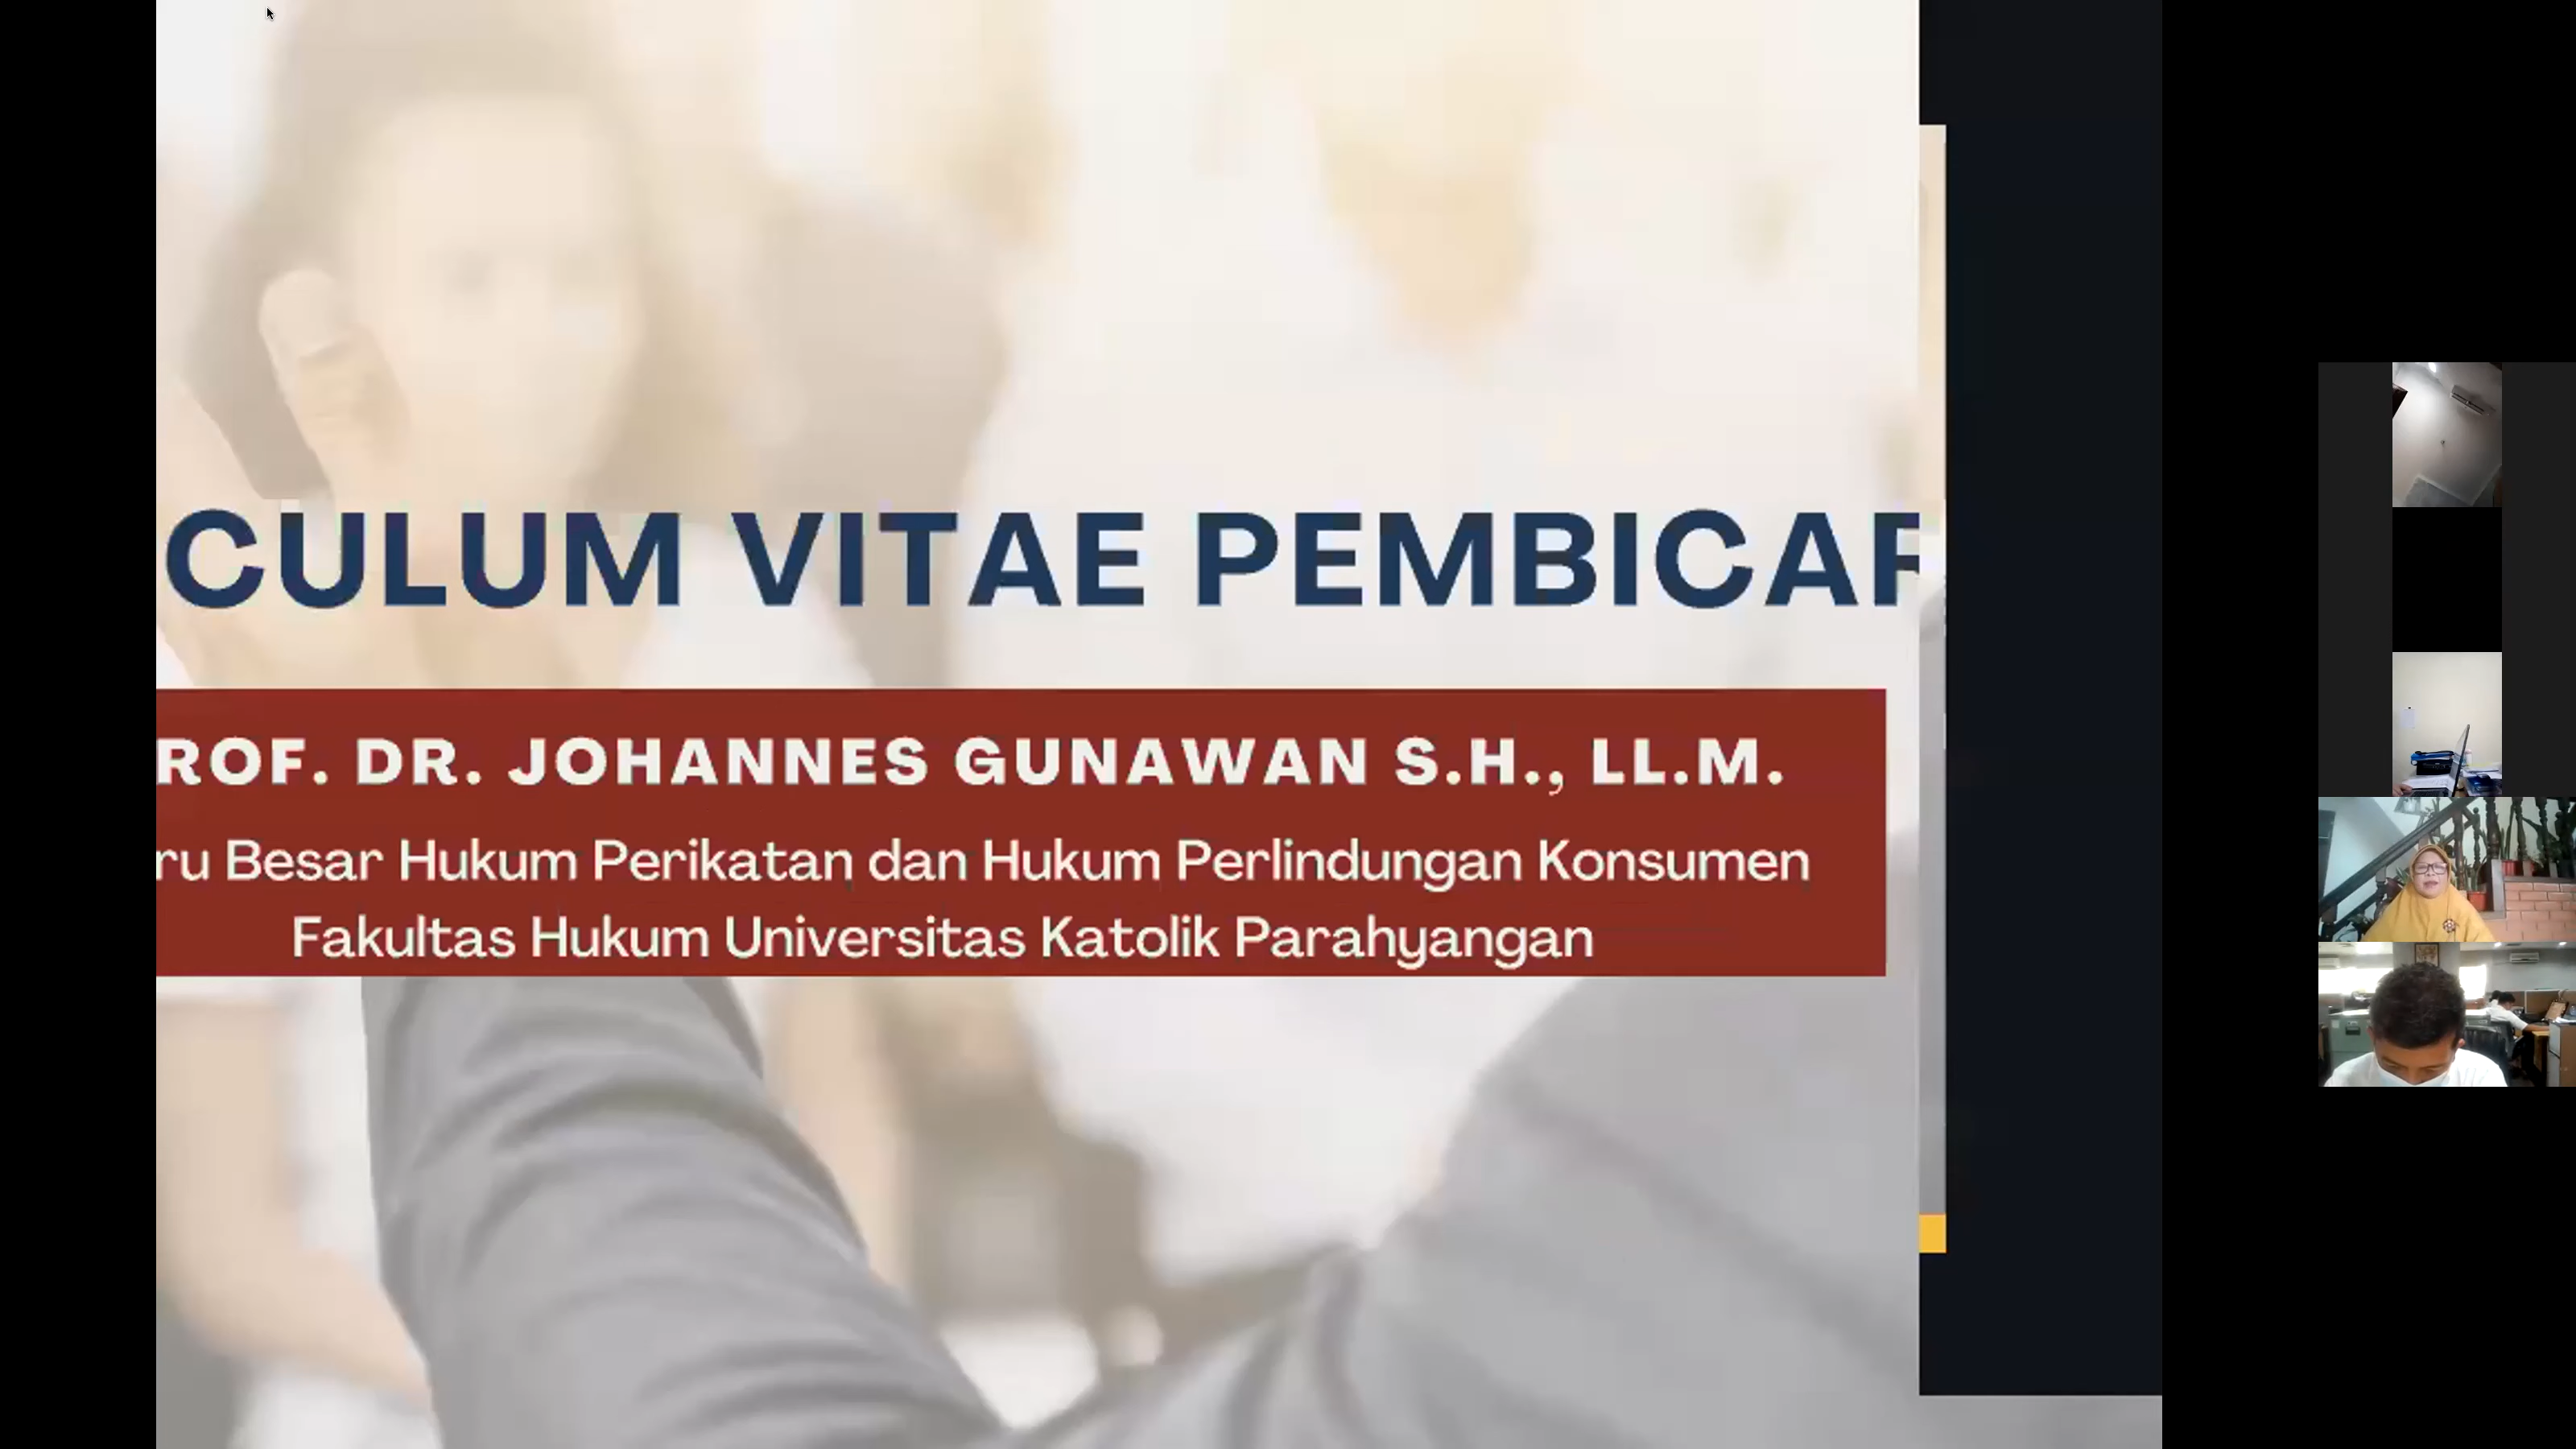 CULUM VITAE PEMBICAR
ROF. DR. JOHANNES GUNAWAN S.H., LL.M.
ru Besar Hukum Perikatan dan Hukum Perlindungan Konsumen
Fakultas Hukum Universitas Katolik Parahyangan